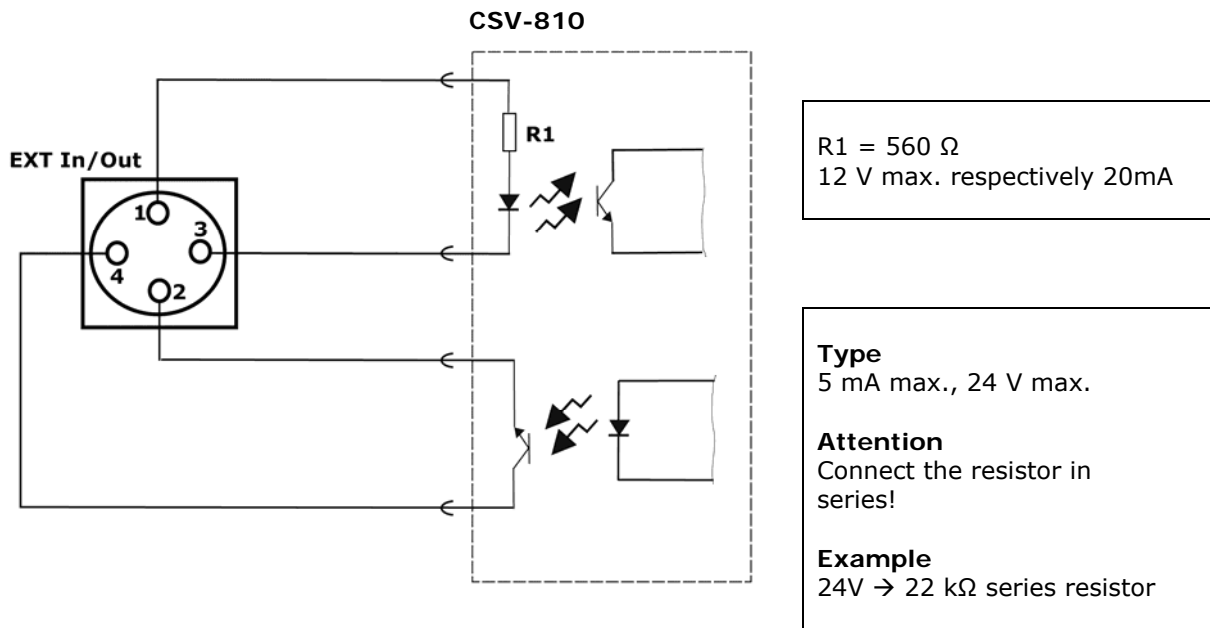 CSV-810
EXT In/Out
R1
1
3
4
2
R1 = 560 Ω
12 V max. respectively 20mA
Type
5 mA max., 24 V max.
Attention
Connect the resistor in
series!
Example
24V → 22 kΩ series resistor